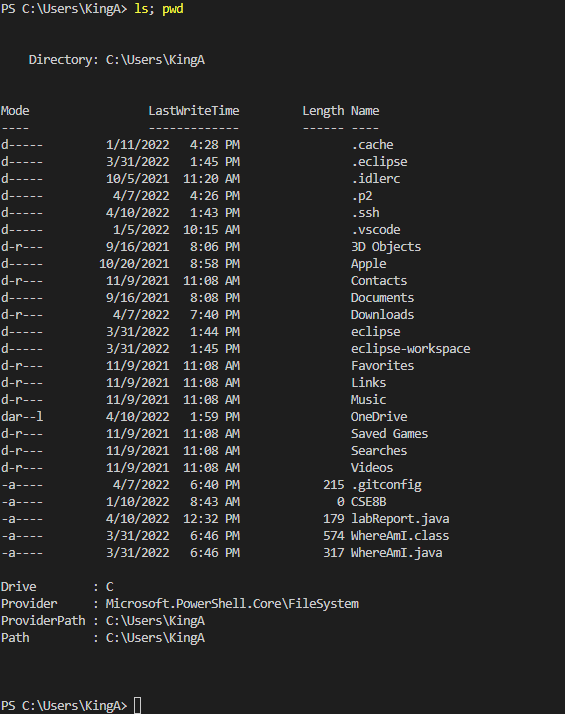 PS C:\Users\KingA> ls; pwd
Directory: C:\Users\KingA
Mode LastWriteTime Length Name
---- ------------- ------ ----
d----- 1/11/2022 4:28 PM .cache
d----- 3/31/2022 1:45 PM .eclipse
d----- 10/5/2021 11:20 AM .idlerc
d----- 4/7/2022 4:26 PM .p2
d----- 4/10/2022 1:43 PM .ssh
d----- 1/5/2022 10:15 AM .vscode
d-r--- 9/16/2021 8:06 PM 3D Objects
d----- 10/20/2021 8:58 PM Apple
d-r--- 11/9/2021 11:08 AM Contacts
d----- 9/16/2021 8:08 PM Documents
d-r--- 4/7/2022 7:40 PM Downloads
d----- 3/31/2022 1:44 PM eclipse
d----- 3/31/2022 1:45 PM eclipse-workspace
d-r--- 11/9/2021 11:08 AM Favorites
d-r--- 11/9/2021 11:08 AM Links
d-r--- 11/9/2021 11:08 AM Music
dar--l 4/10/2022 1:59 PM OneDrive
d-r--- 11/9/2021 11:08 AM Saved Games
d-r--- 11/9/2021 11:08 AM Searches
d-r--- 11/9/2021 11:08 AM Videos
-a---- 4/7/2022 6:40 PM 215 .gitconfig
-a---- 1/10/2022 8:43 AM 0 CSE8B
-a---- 4/10/2022 12:32 PM 179 labReport.java
-a---- 3/31/2022 6:46 PM 574 WhereAmI.class
-a---- 3/31/2022 6:46 PM 317 WhereAmI.java
Drive : C
Provider : Microsoft.PowerShell.Core\FileSystem
ProviderPath : C:\Users\KingA
Path : C:\Users\KingA
PS C:\Users\KingA>